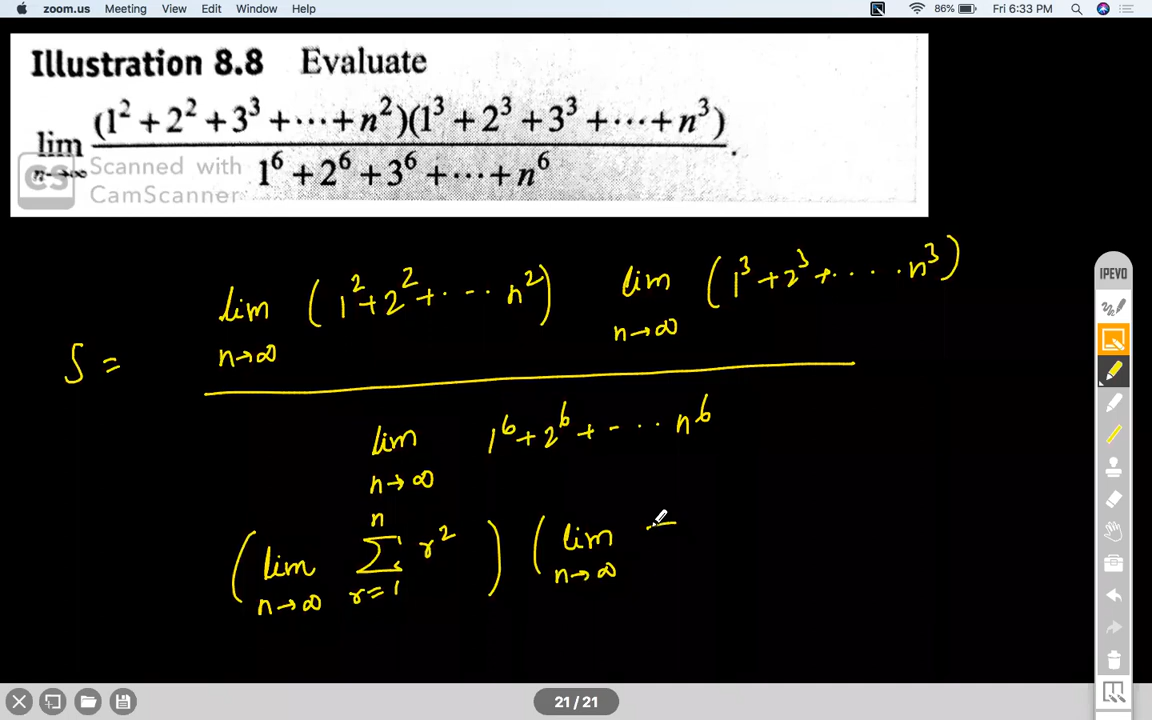 zoom.us Meeting View Edit Window Help 86% Fri 6:33 PM
Illustration 8.8 Evaluate
lim n→∞ (1² + 2² + 3³ + ⋯ + n²)(1³ + 2³ + 3³ + ⋯ + n³) / 1⁶ + 2⁶ + 3⁶ + ⋯ + n⁶ .
CS Scanned with
CamScanner
IPEVO
lim n→∞ (1² + 2² + ⋯ n²) lim n→∞ (1³ + 2³ + ⋯ n³)
S =
lim n→∞ 1⁶ + 2⁶ + ⋯ n⁶
(lim n→∞ n Σ r=1 r²) (lim n→∞
21 / 21